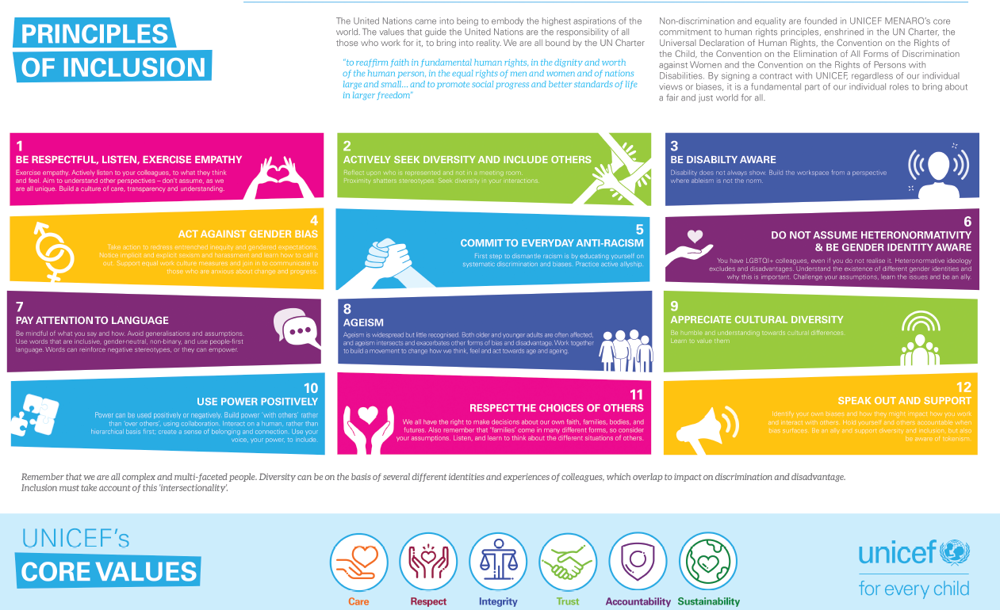 PRINCIPLES
OF INCLUSION
The United Nations came into being to embody the highest aspirations of the
world. The values that guide the United Nations are the responsibility of all
those who work for it, to bring into reality. We are all bound by the UN Charter
“to reaffirm faith in fundamental human rights, in the dignity and worth
of the human person, in the equal rights of men and women and of nations
large and small... and to promote social progress and better standards of life
in larger freedom”
Non-discrimination and equality are founded in UNICEF MENARO’s core
commitment to human rights principles, enshrined in the UN Charter, the
Universal Declaration of Human Rights, the Convention on the Rights of
the Child, the Convention on the Elimination of All Forms of Discrimination
against Women and the Convention on the Rights of Persons with
Disabilities. By signing a contract with UNICEF, regardless of our individual
views or biases, it is a fundamental part of our individual roles to bring about
a fair and just world for all.
1
BE RESPECTFUL, LISTEN, EXERCISE EMPATHY
Exercise empathy. Actively listen to your colleagues, to what they think
and feel. Aim to understand other perspectives – don’t assume, as we
are all unique. Build a culture of care, transparency and understanding.
2
ACTIVELY SEEK DIVERSITY AND INCLUDE OTHERS
Reflect upon who is represented and not in a meeting room.
Proximity shatters stereotypes. Seek diversity in your interactions.
3
BE DISABILTY AWARE
Disability does not always show. Build the workspace from a perspective
where ableism is not the norm.
4
ACT AGAINST GENDER BIAS
Take action to redress entrenched inequity and gendered expectations.
Notice implicit and explicit sexism and harassment and learn how to call it
out. Support equal work culture measures and join in to communicate to
those who are anxious about change and progress.
5
COMMIT TO EVERYDAY ANTI-RACISM
First step to dismantle racism is by educating yourself on
systematic discrimination and biases. Practice active allyship.
6
DO NOT ASSUME HETERONORMATIVITY
& BE GENDER IDENTITY AWARE
You have LGBTQI+ colleagues, even if you do not realise it. Heteronormative ideology
excludes and disadvantages. Understand the existence of different gender identities and
why this is important. Challenge your assumptions, learn the issues and be an ally.
7
PAY ATTENTION TO LANGUAGE
Be mindful of what you say and how. Avoid generalisations and assumptions.
Use words that are inclusive, gender-neutral, non-binary, and use people-first
language. Words can reinforce negative stereotypes, or they can empower.
8
AGEISM
Ageism is widespread but little recognised. Both older and younger adults are often affected,
and ageism intersects and exacerbates other forms of bias and disadvantage. Work together
to build a movement to change how we think, feel and act towards age and ageing.
9
APPRECIATE CULTURAL DIVERSITY
Be humble and understanding towards cultural differences.
Learn to value them
10
USE POWER POSITIVELY
Power can be used positively or negatively. Build power ‘with others’ rather
than ‘over others’, using collaboration. Interact on a human, rather than
hierarchical basis first; create a sense of belonging and connection. Use your
voice, your power, to include.
11
RESPECT THE CHOICES OF OTHERS
We all have the right to make decisions about our own faith, families, bodies, and
futures. Also remember that ‘families’ come in many different forms, so consider
your assumptions. Listen, and learn to think about the different situations of others.
12
SPEAK OUT AND SUPPORT
Identify your own biases and how they might impact how you work
and interact with others. Hold yourself and others accountable when
bias surfaces. Be an ally and support diversity and inclusion, but also
be aware of tokenism.
Remember that we are all complex and multi-faceted people. Diversity can be on the basis of several different identities and experiences of colleagues, which overlap to impact on discrimination and disadvantage.
Inclusion must take account of this ‘intersectionality’.
UNICEF’s
CORE VALUES
Care
Respect
Integrity
Trust
Accountability
Sustainability
unicef
for every child